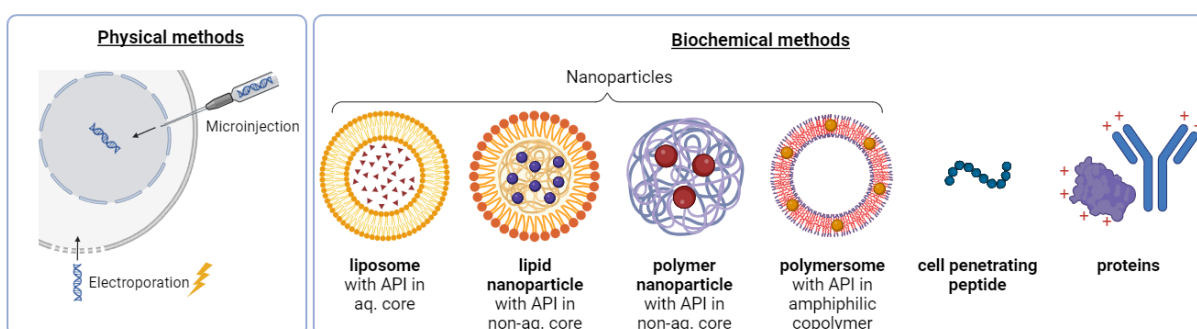 Physical methods
Microinjection
Electroporation
Biochemical methods
Nanoparticles
liposome
with API in
aq. core
lipid
nanoparticle
with API in
non-aq. core
polymer
nanoparticle
with API in
non-aq. core
polymersome
with API in
amphiphilic
copolymer
cell penetrating
peptide
+ +
+ +
proteins
+
+
+
+ +